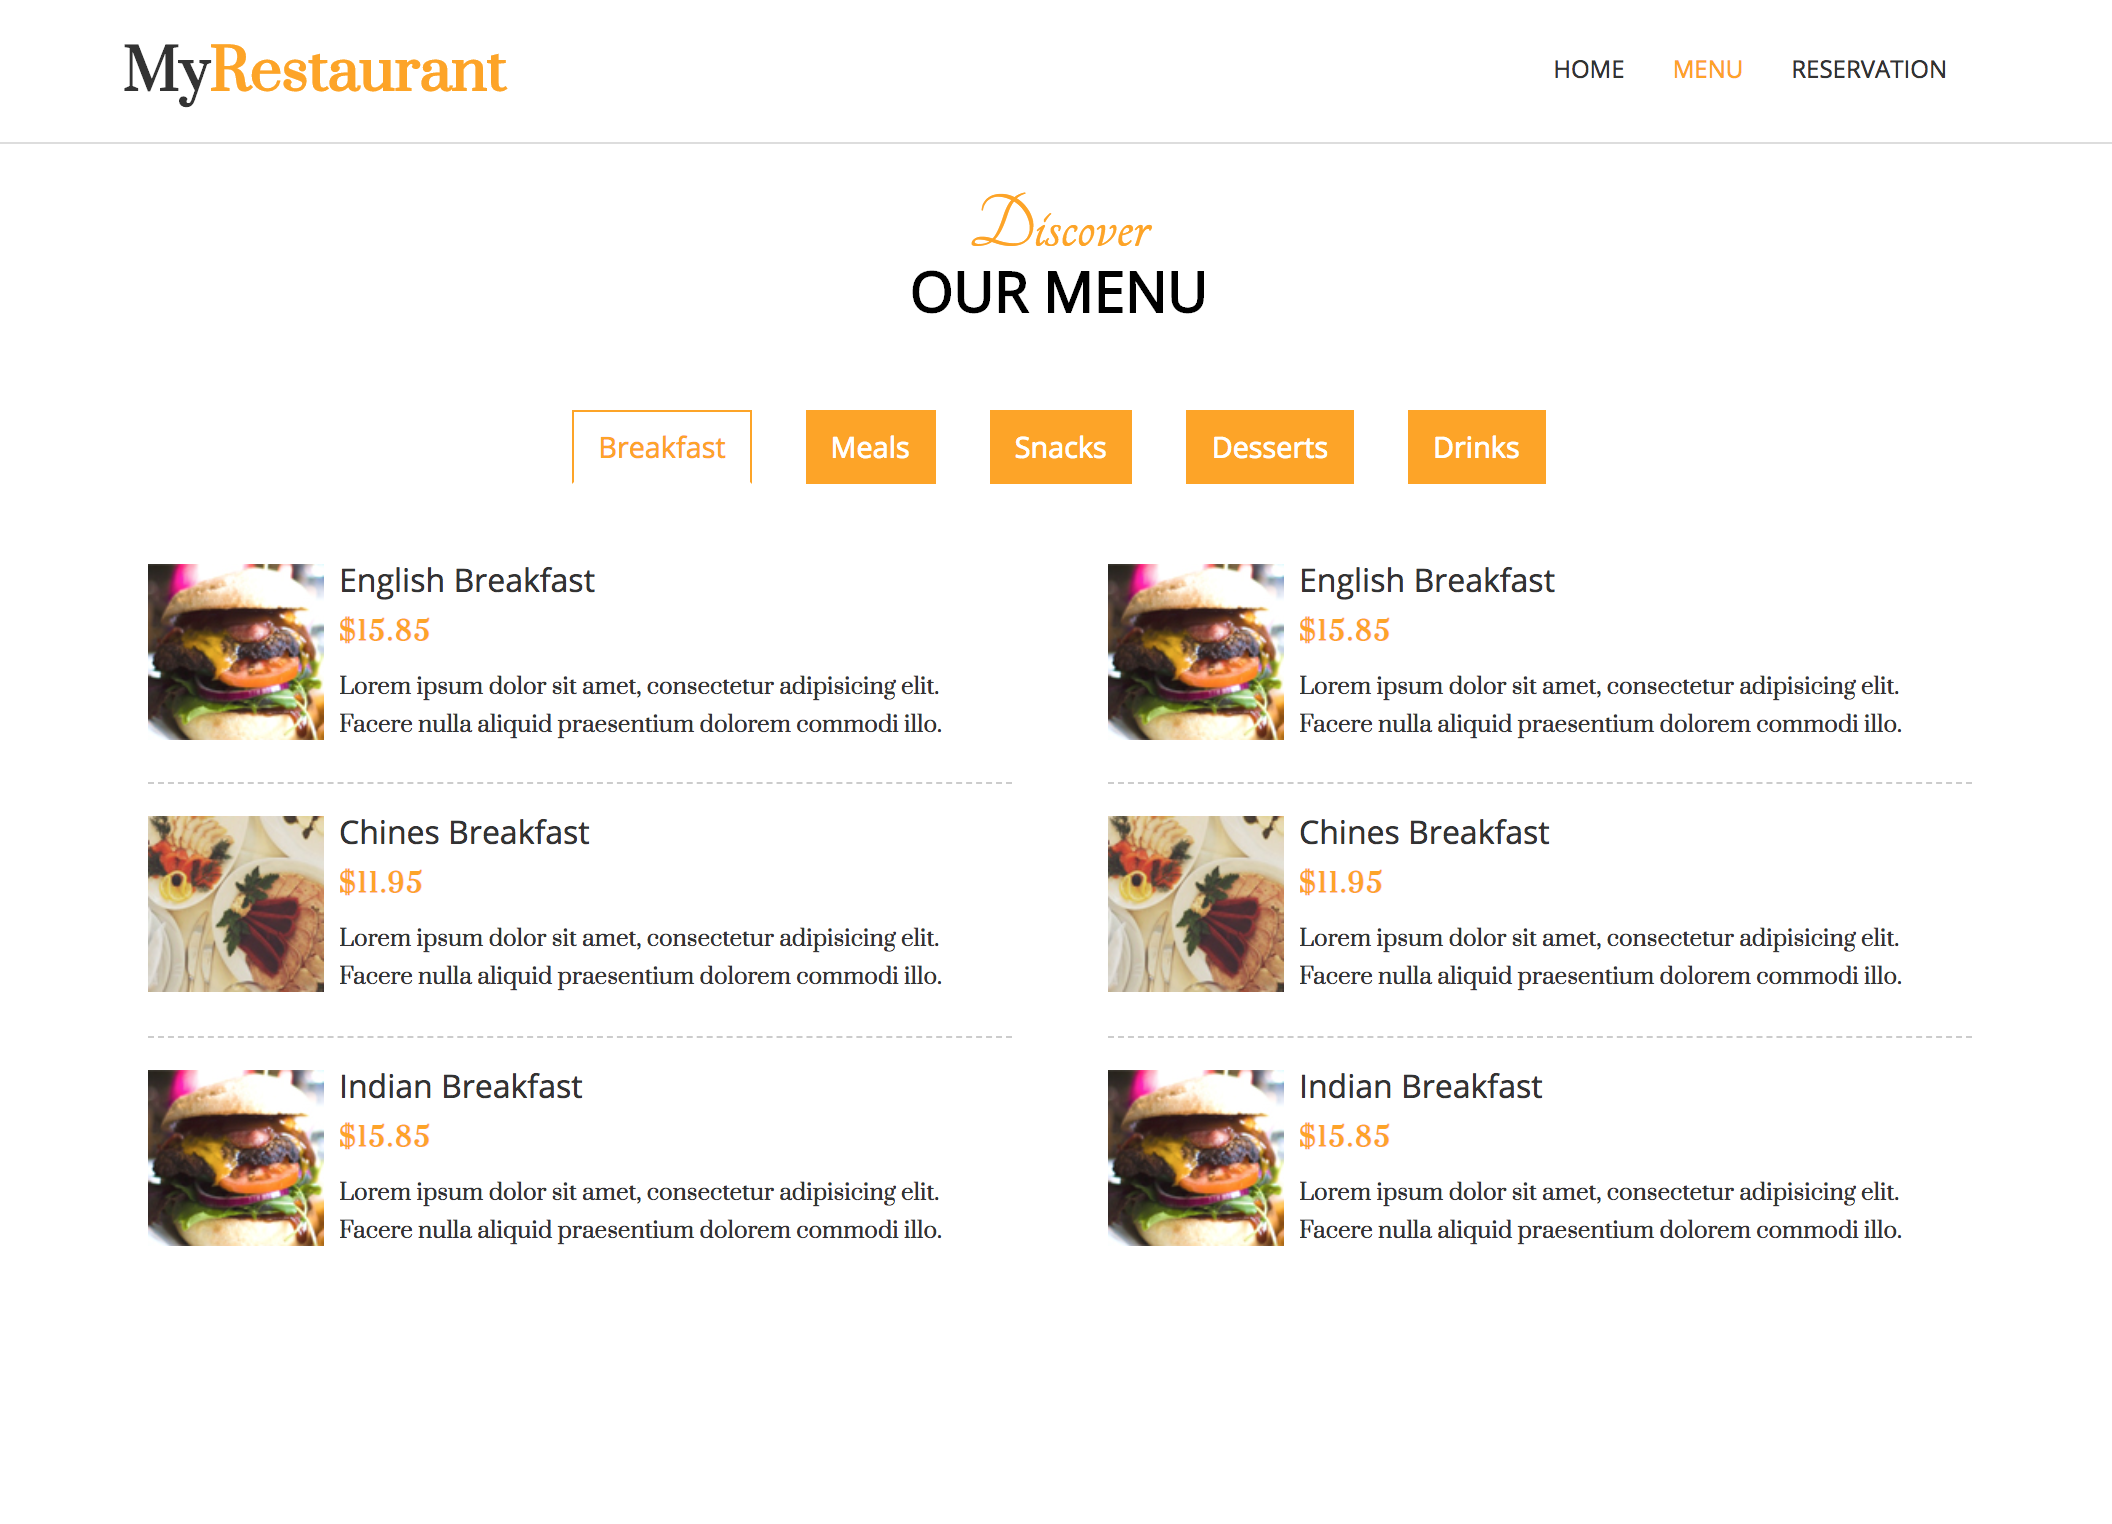 MyRestaurant
HOME MENU RESERVATION
Discover
OUR MENU
Breakfast Meals Snacks Desserts Drinks
English Breakfast
$15.85
Lorem ipsum dolor sit amet, consectetur adipisicing elit.
Facere nulla aliquid praesentium dolorem commodi illo.
English Breakfast
$15.85
Lorem ipsum dolor sit amet, consectetur adipisicing elit.
Facere nulla aliquid praesentium dolorem commodi illo.
Chines Breakfast
$11.95
Lorem ipsum dolor sit amet, consectetur adipisicing elit.
Facere nulla aliquid praesentium dolorem commodi illo.
Chines Breakfast
$11.95
Lorem ipsum dolor sit amet, consectetur adipisicing elit.
Facere nulla aliquid praesentium dolorem commodi illo.
Indian Breakfast
$15.85
Lorem ipsum dolor sit amet, consectetur adipisicing elit.
Facere nulla aliquid praesentium dolorem commodi illo.
Indian Breakfast
$15.85
Lorem ipsum dolor sit amet, consectetur adipisicing elit.
Facere nulla aliquid praesentium dolorem commodi illo.